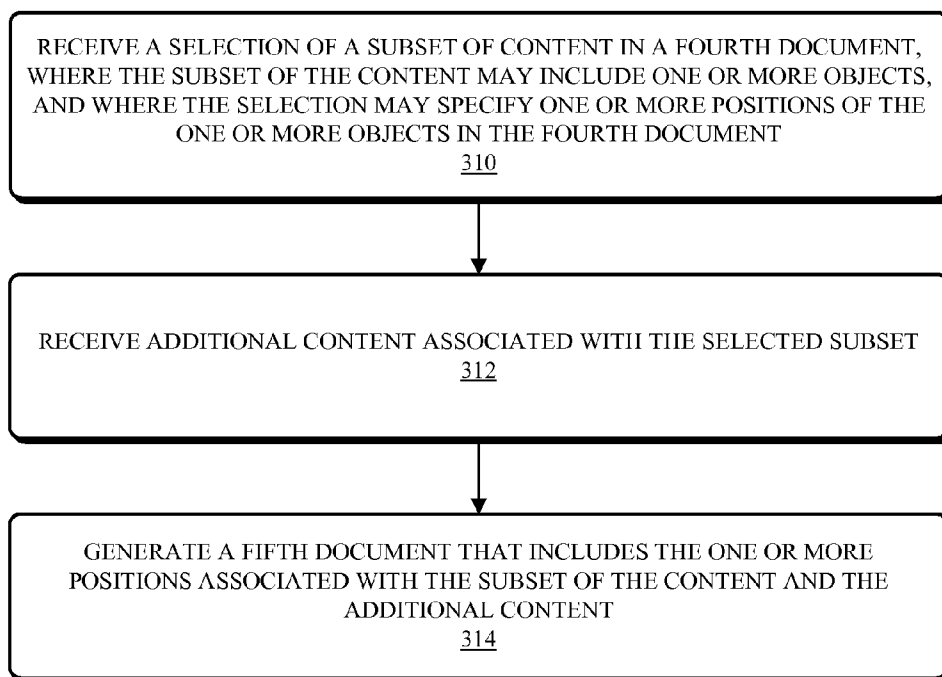 RECEIVE A SELECTION OF A SUBSET OF CONTENT IN A FOURTH DOCUMENT,
WHERE THE SUBSET OF THE CONTENT MAY INCLUDE ONE OR MORE OBJECTS,
AND WHERE THE SELECTION MAY SPECIFY ONE OR MORE POSITIONS OF THE
ONE OR MORE OBJECTS IN THE FOURTH DOCUMENT
310
RECEIVE ADDITIONAL CONTENT ASSOCIATED WITH THE SELECTED SUBSET
312
GENERATE A FIFTH DOCUMENT THAT INCLUDES THE ONE OR MORE
POSITIONS ASSOCIATED WITH THE SUBSET OF THE CONTENT AND THE
ADDITIONAL CONTENT
314